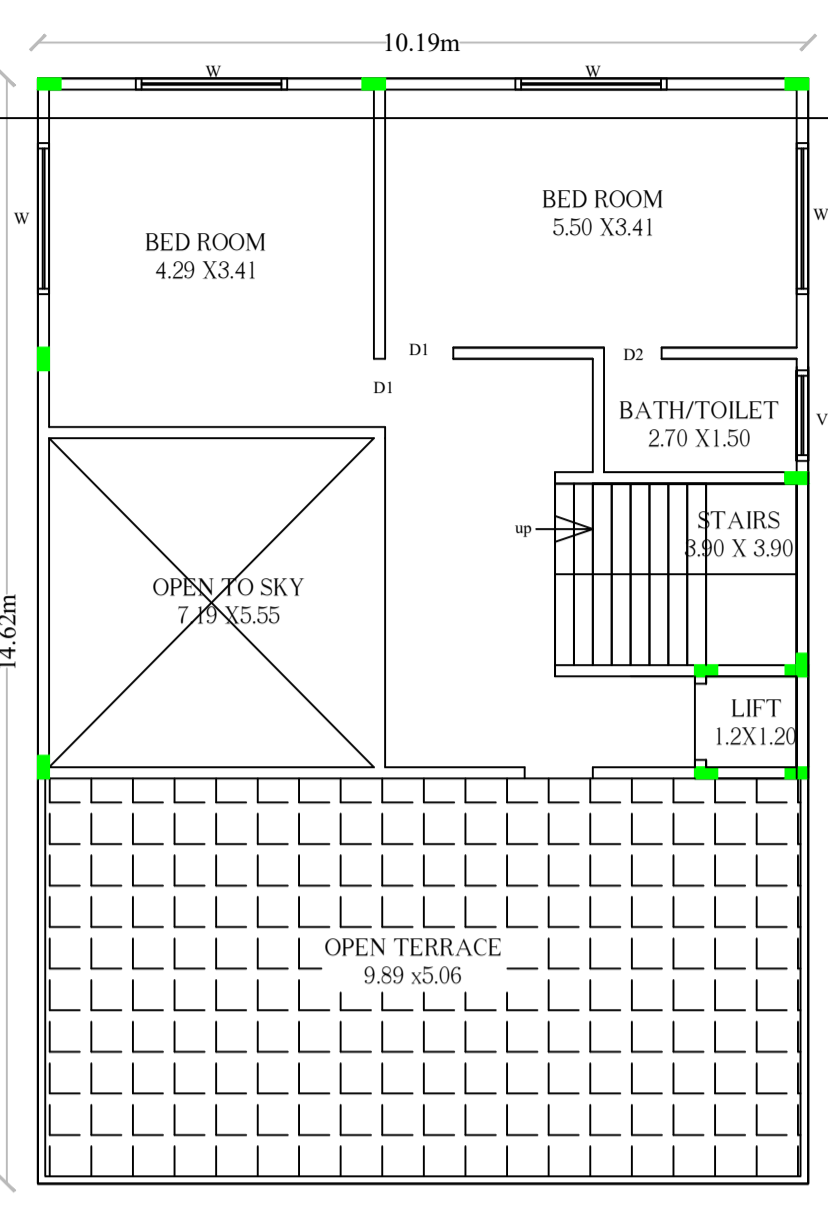 10.19m
W
W
W
BED ROOM
4.29 X3.41
BED ROOM
5.50 X3.41
W
D1
D2
D1
BATH/TOILET
2.70 X1.50
V
up
STAIRS
3.90 X 3.90
OPEN TO SKY
7.19 X5.55
14.62m
LIFT
1.2X1.20
OPEN TERRACE
9.89 x5.06